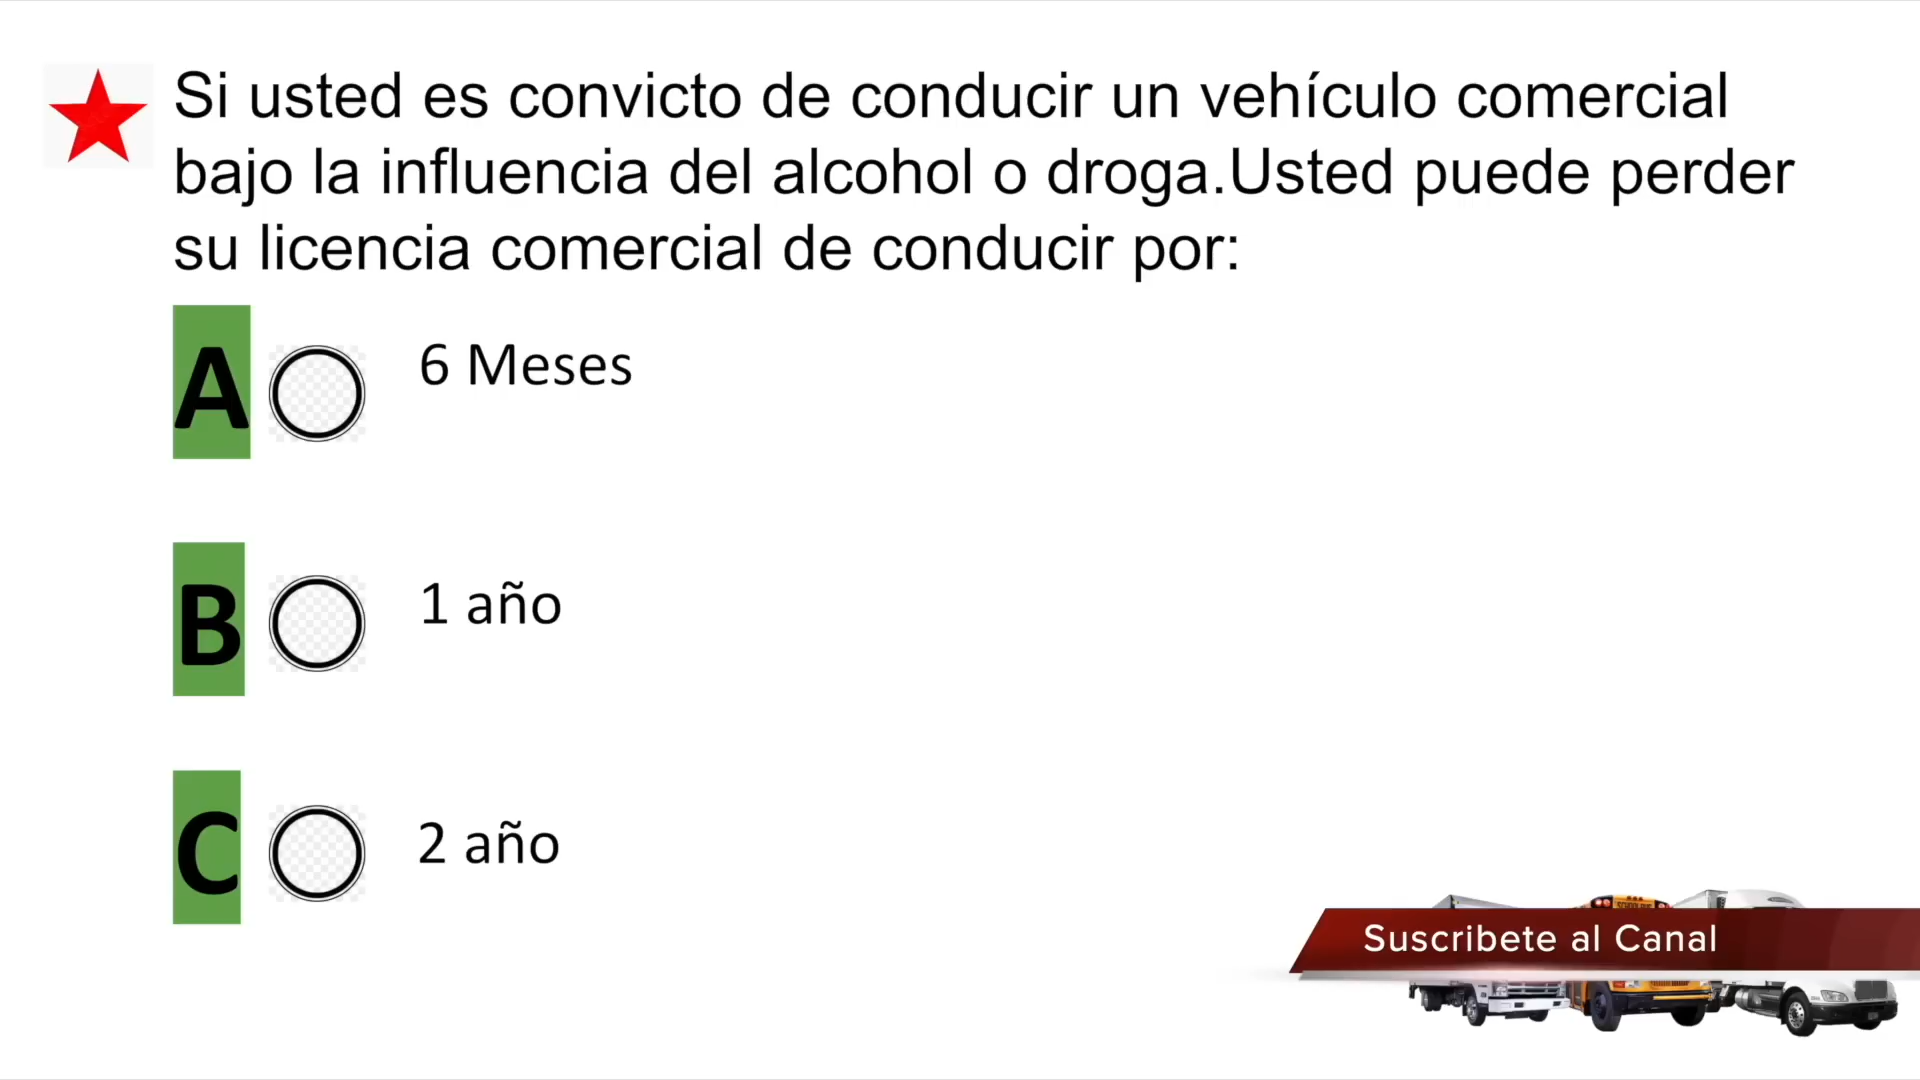 Si usted es convicto de conducir un vehículo comercial
bajo la influencia del alcohol o droga.Usted puede perder
su licencia comercial de conducir por:
A 6 Meses
B 1 año
C 2 año
Suscribete al Canal